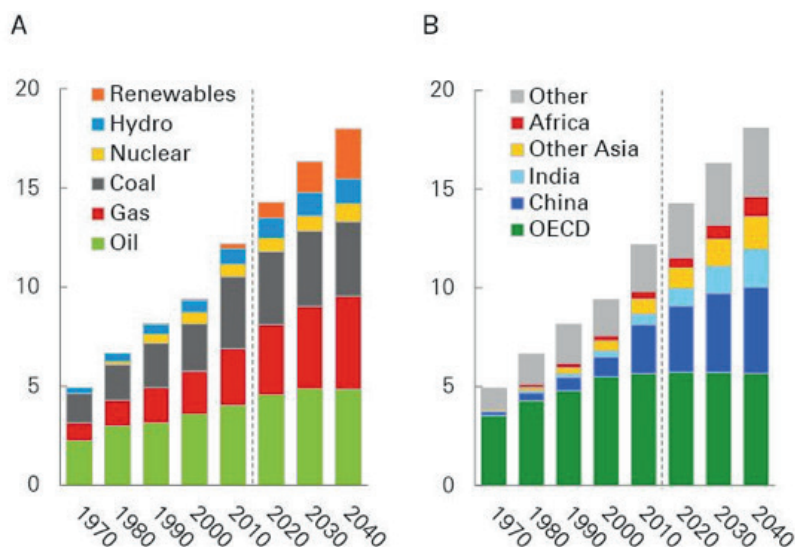 A
20
15
10
5
0
Renewables
Hydro
Nuclear
Coal
Gas
Oil
1970
1980
1990
2000
2010
2020
2030
2040
B
20
15
10
5
0
Other
Africa
Other Asia
India
China
OECD
1970
1980
1990
2000
2010
2020
2030
2040